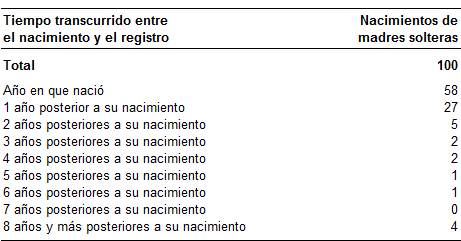 Tiempo transcurrido entre el nacimiento y el registro Nacimientos de madres solteras
Total 100
Año en que nació 58
1 año posterior a su nacimiento 27
2 años posteriores a su nacimiento 5
3 años posteriores a su nacimiento 2
4 años posteriores a su nacimiento 2
5 años posteriores a su nacimiento 1
6 años posteriores a su nacimiento 1
7 años posteriores a su nacimiento 0
8 años y más posteriores a su nacimiento 4